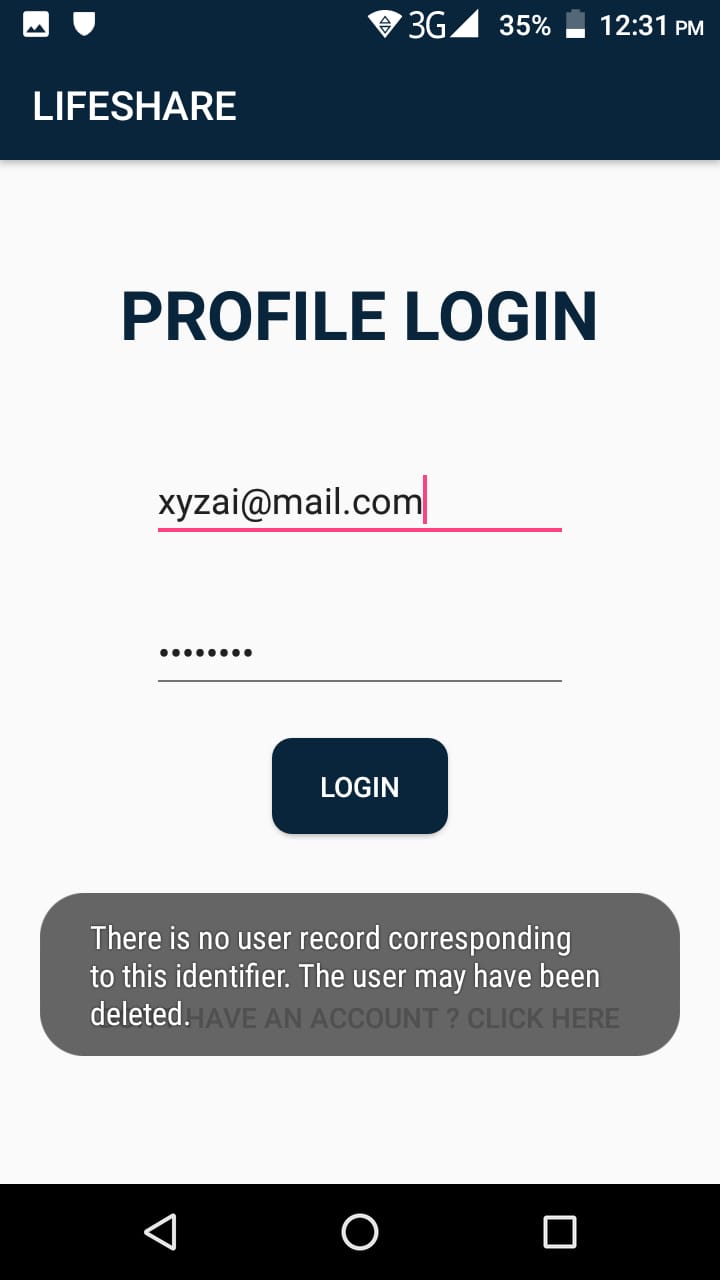 3G 35% 12:31 PM
LIFESHARE
PROFILE LOGIN
xyzai@mail.com
••••••••
LOGIN
There is no user record corresponding
to this identifier. The user may have been
deleted.
HAVE AN ACCOUNT ? CLICK HERE